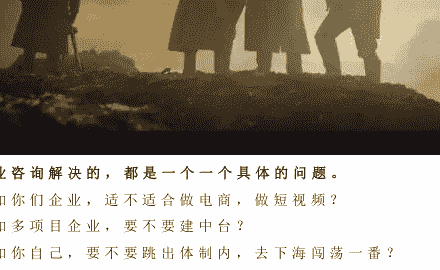 业咨询解决的，都是一个一个具体的问题。
如你们企业，适不适合做电商，做短视频？
如多项目企业，要不要建中台？
如你自己，要不要跳出体制内，去下海闯荡一番？